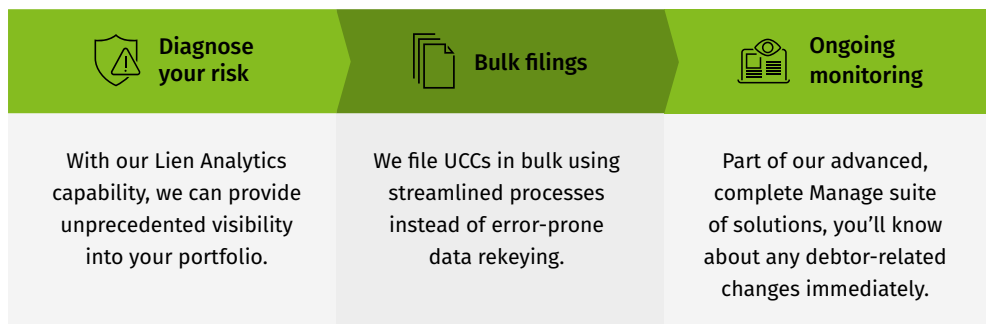 Diagnose
your risk
With our Lien Analytics
capability, we can provide
unprecedented visibility
into your portfolio.
Bulk filings
We file UCCs in bulk using
streamlined processes
instead of error-prone
data rekeying.
Ongoing
monitoring
Part of our advanced,
complete Manage suite
of solutions, you’ll know
about any debtor-related
changes immediately.